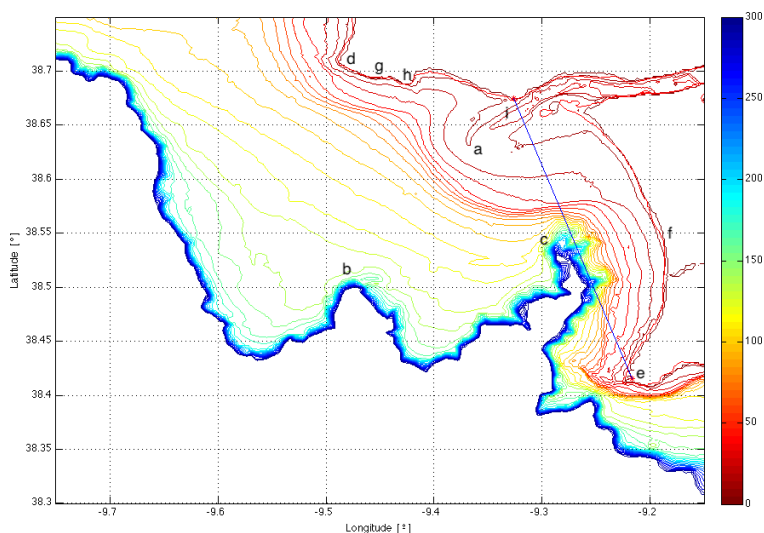 300
250
200
150
100
50
0
38.7
38.65
38.6
38.55
38.5
38.45
38.4
38.35
38.3
Latitude [°]
d
g
h
i
a
f
c
b
e
-9.7
-9.6
-9.5
-9.4
-9.3
-9.2
Longitude [º]